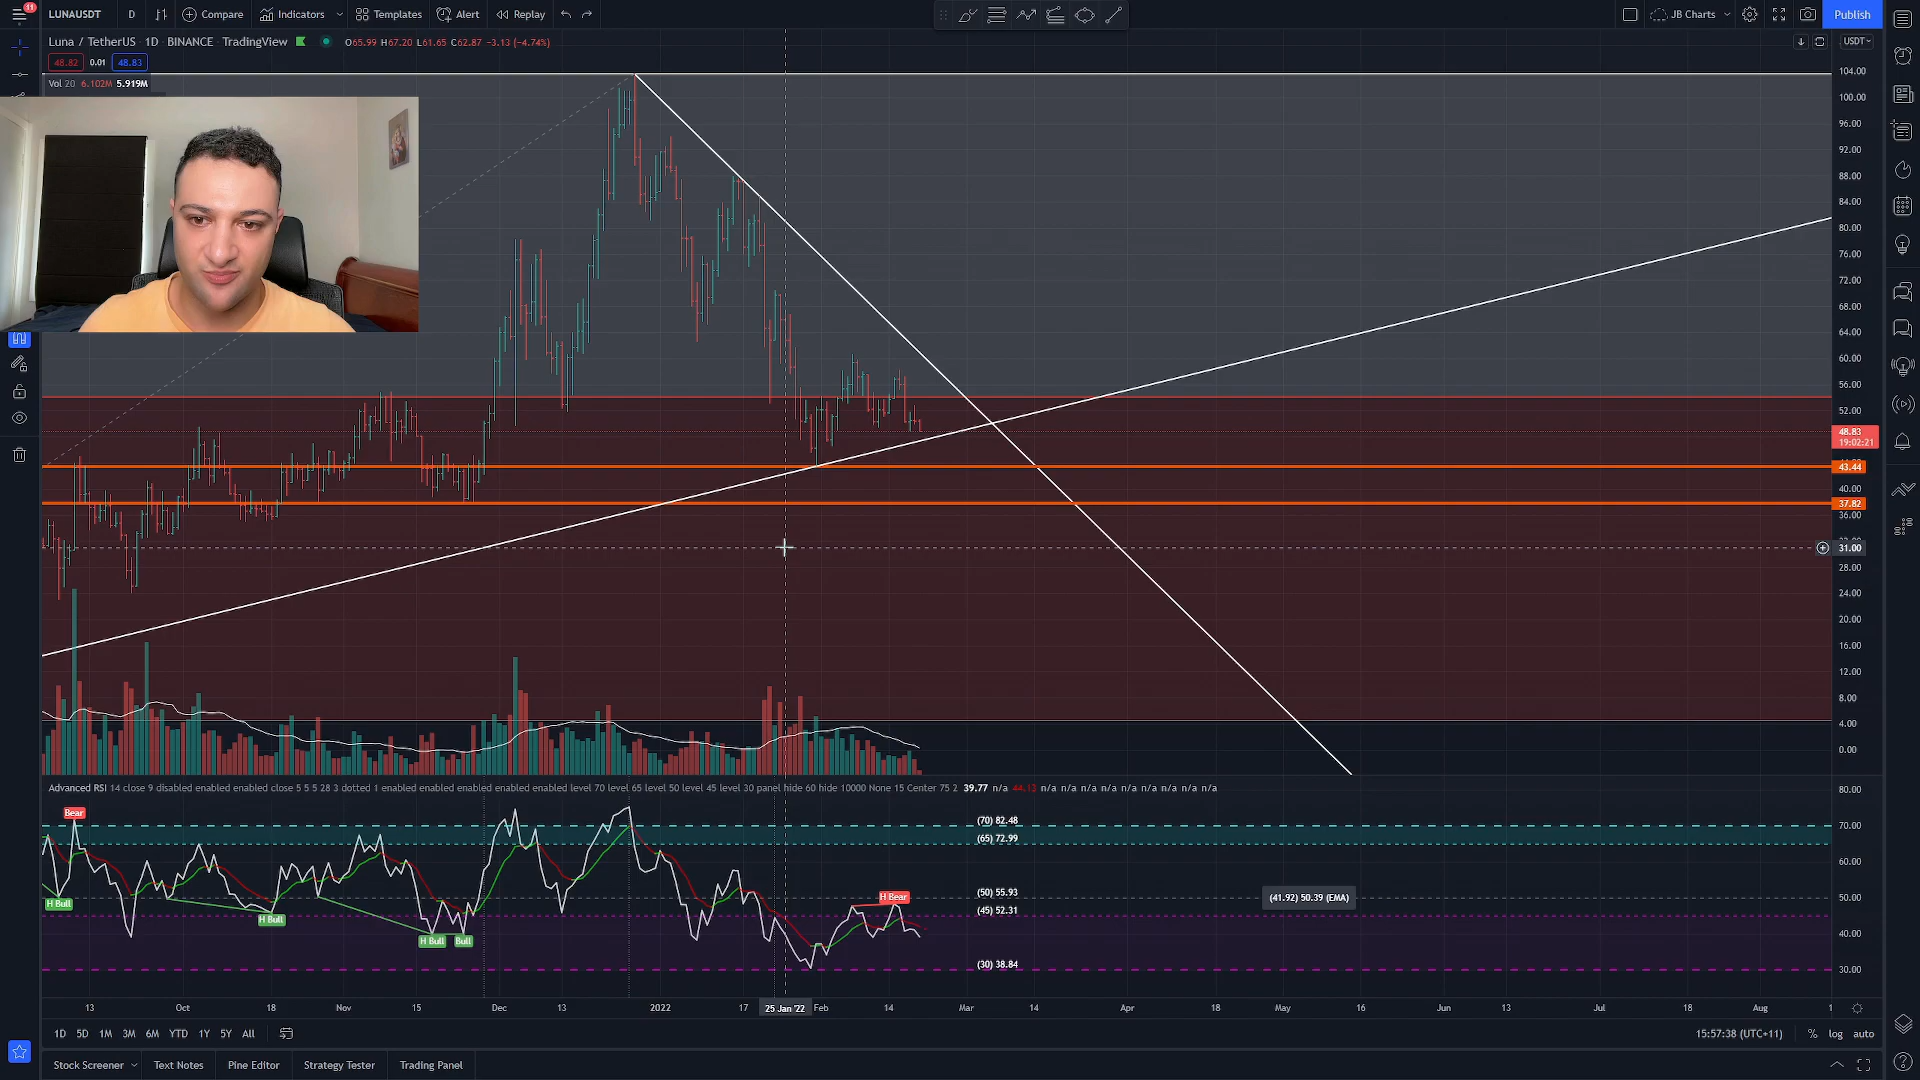 11
LUNAUSDT D Compare Indicators Templates Alert Replay JB Charts Publish
Luna / TetherUS · 1D · BINANCE · TradingView O65.99 H67.20 L61.65 C62.87 −3.13 (−4.74%) USDT
48.82 0.01 48.83
Vol 20 6.102M 5.919M
104.00
100.00
96.00
92.00
88.00
84.00
80.00
76.00
72.00
68.00
64.00
60.00
56.00
52.00
48.83
19:02:21
43.44
40.00
37.82
36.00
31.00
28.00
24.00
20.00
16.00
12.00
8.00
4.00
0.00
Advanced RSI 14 close 9 disabled enabled enabled close 5 5 5 28 3 dotted 1 enabled enabled enabled enabled enabled enabled level 70 level 65 level 50 level 45 level 30 panel hide 60 hide 10000 None 15 Center 75 2 39.77 n/a 44.13 n/a n/a n/a n/a n/a n/a n/a n/a n/a n/a
80.00
Bear
(70) 82.48 70.00
(65) 72.99
60.00
(50) 55.93 50.00
H Bear (41.92) 50.39 (EMA)
H Bull (45) 52.31
H Bull
H Bull Bull 40.00
(30) 38.84 30.00
13 Oct 18 Nov 15 Dec 13 2022 17 25 Jan '22 Feb 14 Mar 14 Apr 18 May 16 Jun 13 Jul 18 Aug 1
1D 5D 1M 3M 6M YTD 1Y 5Y All 15:57:38 (UTC+11) % log auto
Stock Screener Text Notes Pine Editor Strategy Tester Trading Panel